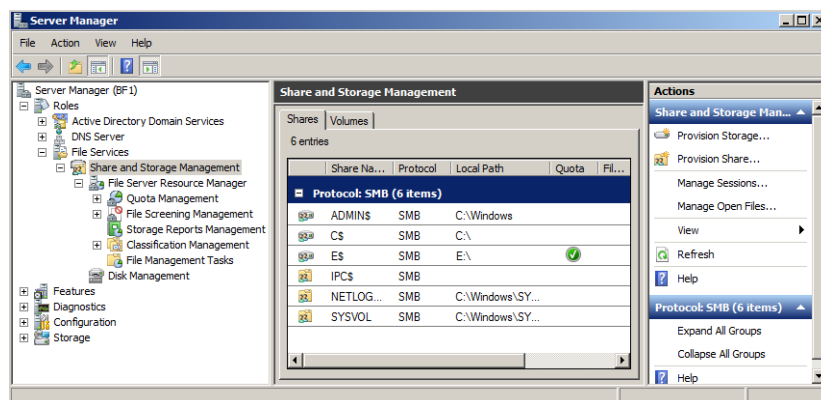 Server Manager
File Action View Help
Server Manager (BF1)
Roles
Active Directory Domain Services
DNS Server
File Services
Share and Storage Management
File Server Resource Manager
Quota Management
File Screening Management
Storage Reports Management
Classification Management
File Management Tasks
Disk Management
Features
Diagnostics
Configuration
Storage
Share and Storage Management
Shares Volumes
6 entries
Share Na... Protocol Local Path Quota Fil...
Protocol: SMB (6 items)
ADMIN$ SMB C:\Windows
C$ SMB C:\
E$ SMB E:\
IPC$ SMB
NETLOG... SMB C:\Windows\SY...
SYSVOL SMB C:\Windows\SY...
Actions
Share and Storage Man...
Provision Storage...
Provision Share...
Manage Sessions...
Manage Open Files...
View
Refresh
Help
Protocol: SMB (6 items)
Expand All Groups
Collapse All Groups
Help